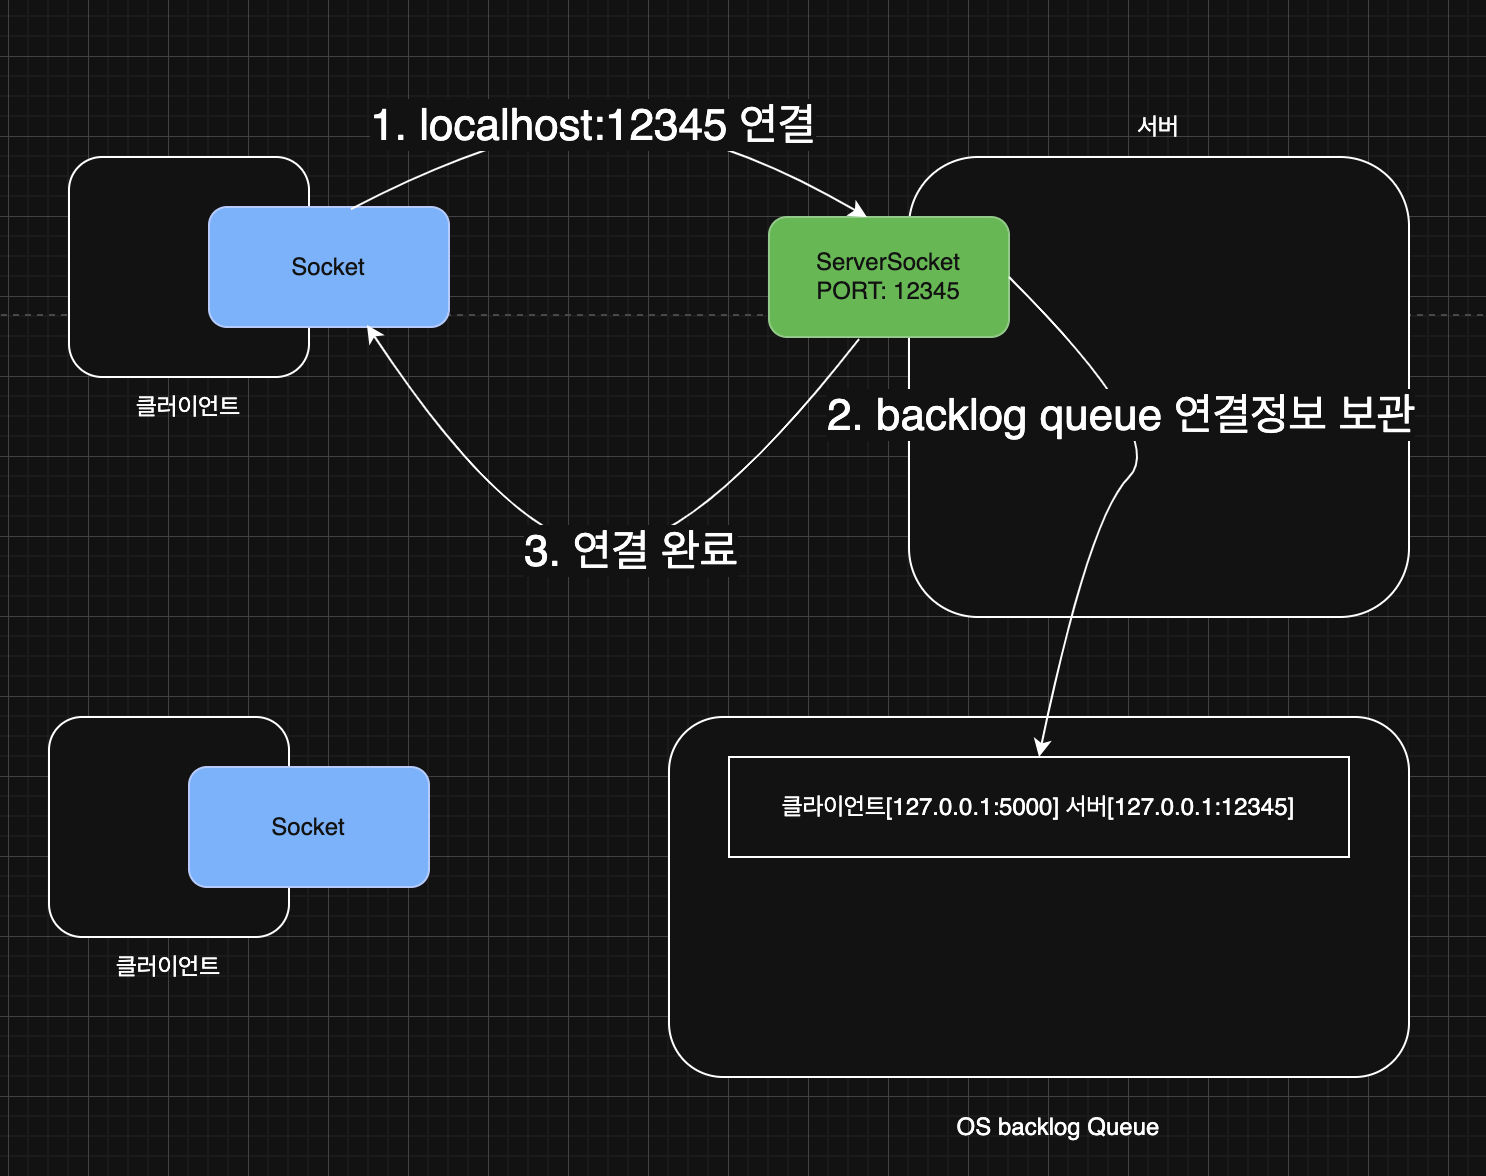 1. localhost:12345 연결
서버
Socket
ServerSocket
PORT: 12345
클러이언트
2. backlog queue 연결정보 보관
3. 연결 완료
Socket
클라이언트[127.0.0.1:5000] 서버[127.0.0.1:12345]
클러이언트
OS backlog Queue